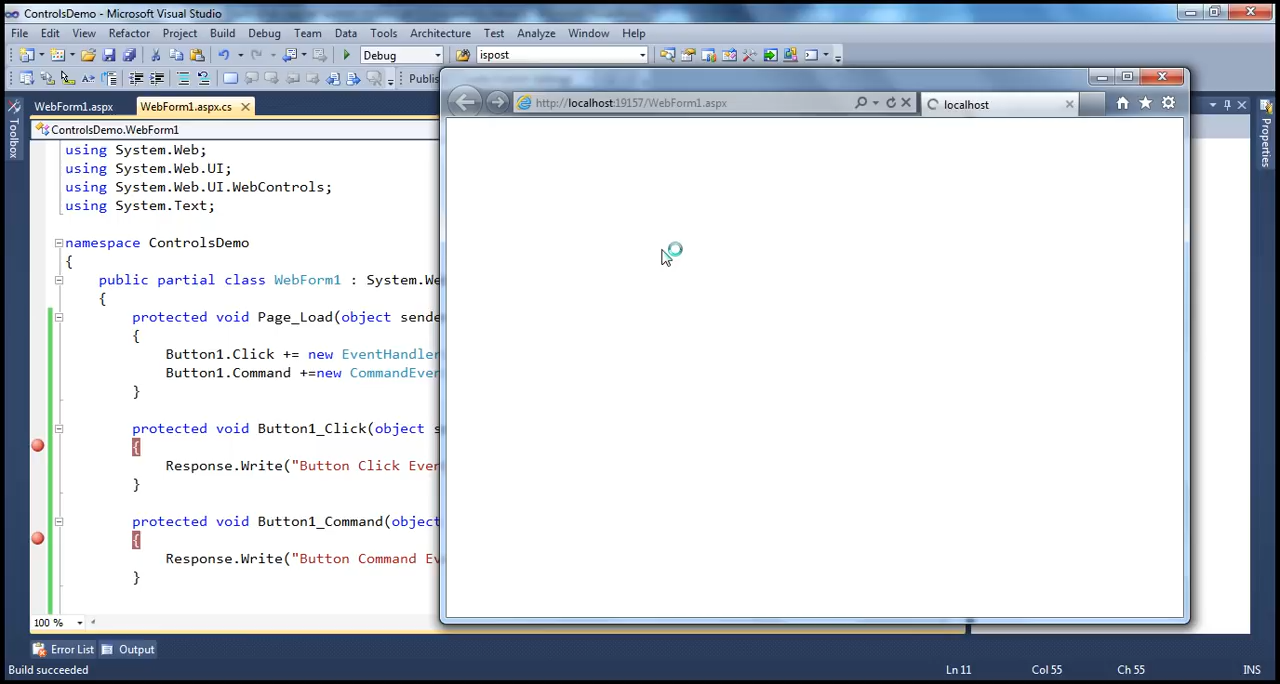 ControlsDemo - Microsoft Visual Studio
File Edit View Refactor Project Build Debug Team Data Tools Architecture Test Analyze Window Help
Debug ispost
Publis
WebForm1.aspx WebForm1.aspx.cs
http://localhost:19157/WebForm1.aspx localhost
ControlsDemo.WebForm1
Toolbox
Properties
using System.Web;
using System.Web.UI;
using System.Web.UI.WebControls;
using System.Text;
namespace ControlsDemo
{
public partial class WebForm1 : System.We
{
protected void Page_Load(object sende
{
Button1.Click += new EventHandler
Button1.Command +=new CommandEven
}
protected void Button1_Click(object s
{
Response.Write("Button Click Even
}
protected void Button1_Command(object
{
Response.Write("Button Command Ev
}
100 %
Error List Output
Build succeeded Ln 11 Col 55 Ch 55 INS